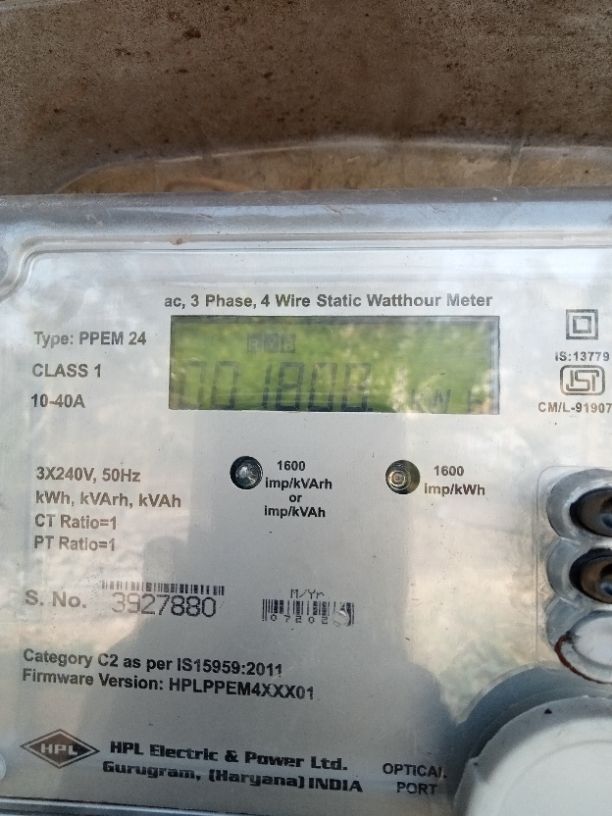 ac, 3 Phase, 4 Wire Static Watthour Meter
Type: PPEM 24
CLASS 1
10-40A
001800
kWh
IS:13779
ISI
CM/L-91907
3X240V, 50Hz
kWh, kVArh, kVAh
CT Ratio=1
PT Ratio=1
1600
imp/kVArh
or
imp/kVAh
1600
imp/kWh
S. No. 3927880
M/Yr
Category C2 as per IS15959:2011
Firmware Version: HPLPPEM4XXX01
HPL
HPL Electric & Power Ltd.
Gurugram, (Haryana) INDIA
OPTICAL
PORT